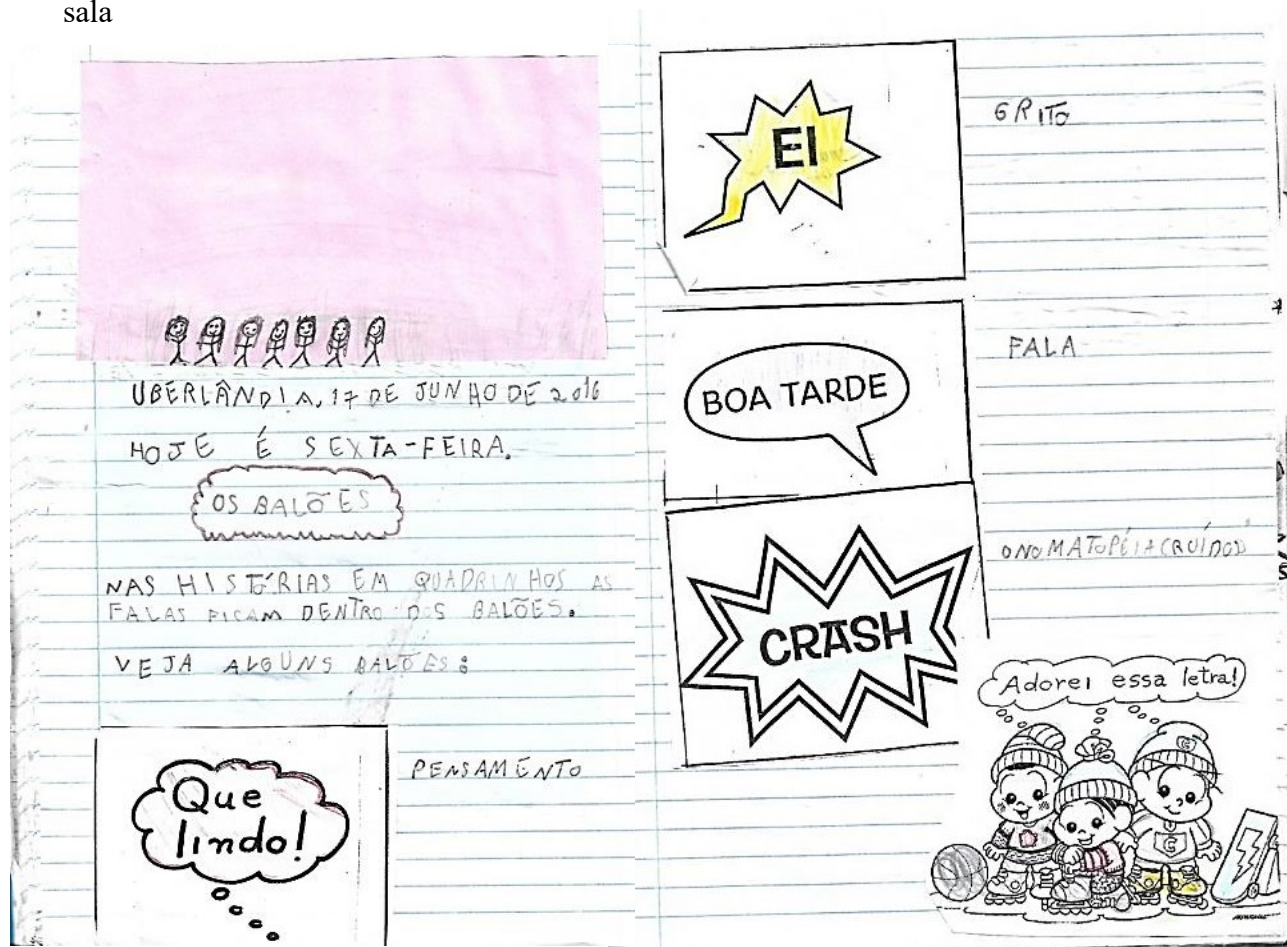 sala
UBERLÂNDIA, 17 DE JUNHO DE 2016
HOJE É SEXTA-FEIRA.
OS BALÕES
NAS HISTÓRIAS EM QUADRINHOS AS
FALAS FICAM DENTRO DOS BALÕES.
VEJA ALGUNS BALÕES:
Que
lindo!
PENSAMENTO
EI
GRITO
BOA TARDE
FALA
CRASH
ONOMATOPÉIA (RUÍDOS)
Adorei essa letra!